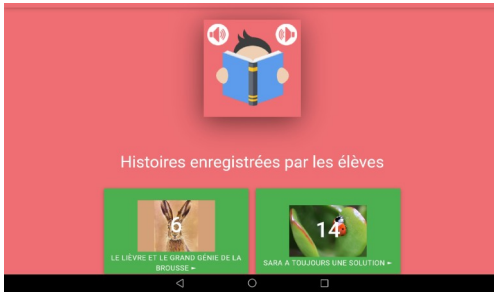 Histoires enregistrées par les élèves
6
LE LIÈVRE ET LE GRAND GÉNIE DE LA
BROUSSE
14
SARA A TOUJOURS UNE SOLUTION